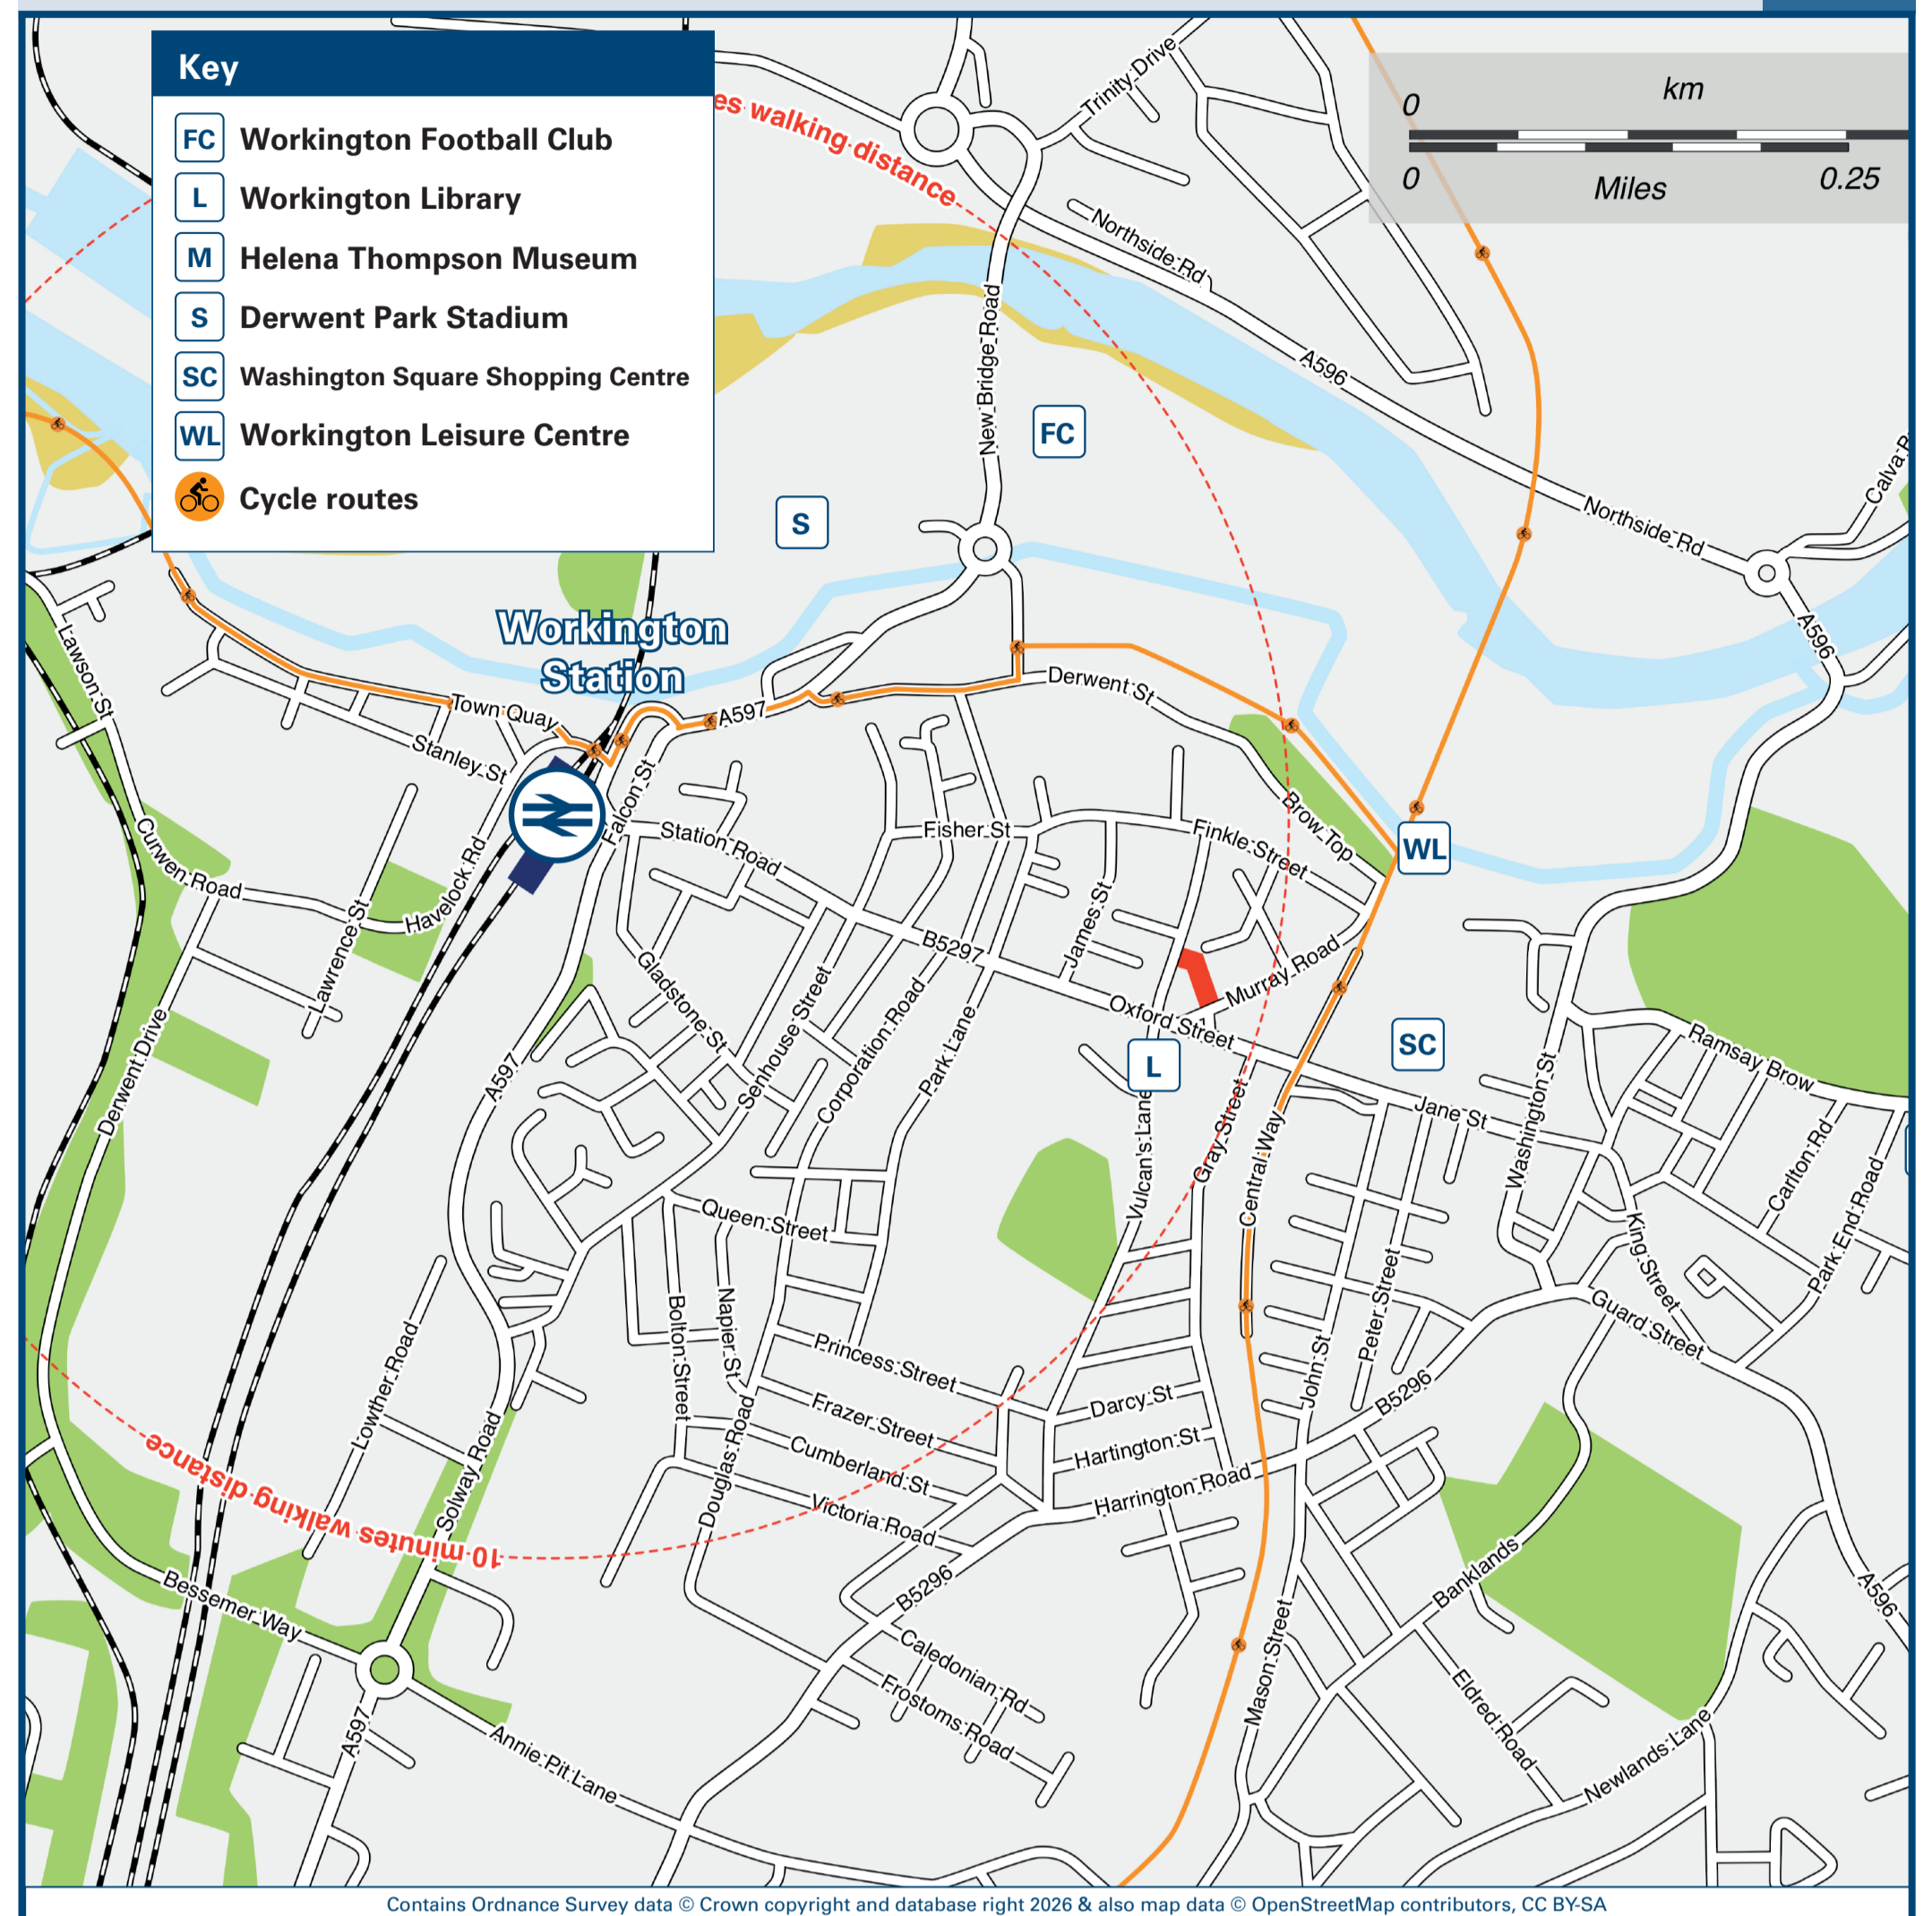 Key
FC Workington Football Club
L Workington Library
M Helena Thompson Museum
S Derwent Park Stadium
SC Washington Square Shopping Centre
WL Workington Leisure Centre
Cycle routes
km
0
0 Miles 0.25
es walking distance
Trinity Drive
Northside Rd
A596
New Bridge Road
FC
S
Northside Rd
A596
Workington
Station
Lawson St
Town Quay
Stanley St
A597
Derwent St
Falcon St
Station Road
Fisher St
Finkle Street
Brow Top
WL
Curwen Road
Havelock Rd
Lawrence St
B5297
James St
Murray Road
Oxford Street
Gladstone St
Senhouse Street
Corporation Road
Park Lane
Derwent Drive
A597
L
SC
Ramsay Brow
Jane St
Washington St
Carlton Rd
Park End Road
Vulcan's Lane
Gray Street
Central Way
Queen Street
King Street
Guard Street
Bolton Street
Napier St
Peter Street
John St
Princess Street
Lowther Road
Frazer Street
Darcy St
B5296
Cumberland St
Hartington St
Harrington Road
Douglas Road
Victoria Road
Solway Road
10 minutes walking distance
Bessemer Way
B5296
Banklands
A596
Caledonian Rd
Frostoms Road
Mason Street
Eldred Road
Newlands Lane
A597
Annie Pit Lane
Contains Ordnance Survey data © Crown copyright and database right 2026 & also map data © OpenStreetMap contributors, CC BY-SA